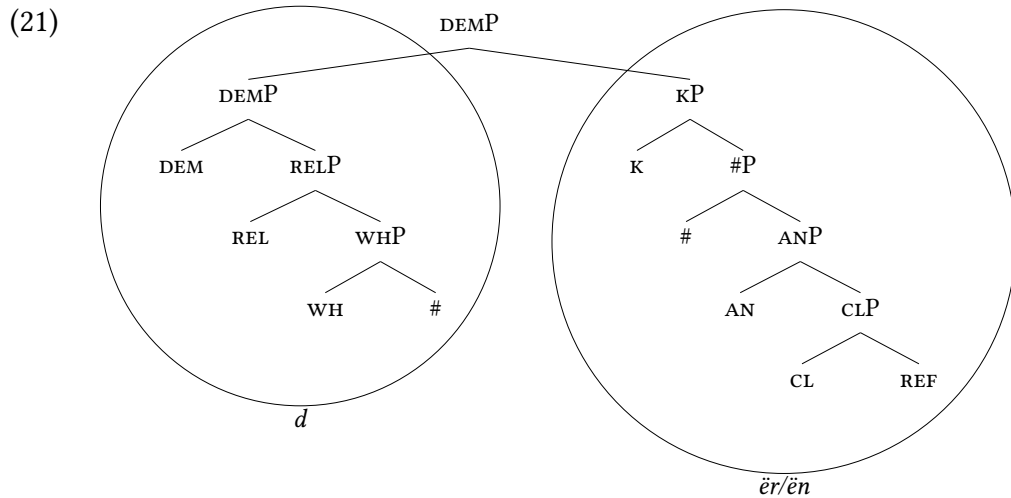 (21) DEMP
DEMP KP
DEM RELP K #P
REL WHP # ANP
WH # AN CLP
CL REF
d
ër/ën